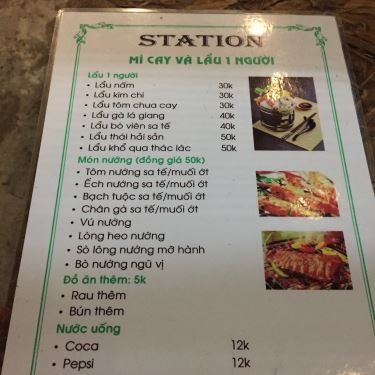 STATION
MÌ CAY VÀ LẨU 1 NGƯỜI
Lẩu 1 người
• Lẩu nấm 30k
• Lẩu kim chi 30k
• Lẩu tôm chua cay 30k
• Lẩu gà lá giang 40k
• Lẩu bò viên sa tế 40k
• Lẩu thái hải sản 50k
• Lẩu khổ qua thác lác 50k
Món nướng (đồng giá 50k)
• Tôm nướng sa tế/muối ớt
• Ếch nướng sa tế/muối ớt
• Bạch tuộc sa tế/muối ớt
• Chân gà sa tế/muối ớt
• Vú nướng
• Lòng heo nướng
• Sò lông nướng mỡ hành
• Bò nướng ngũ vị
Đồ ăn thêm: 5k
• Rau thêm
• Bún thêm
Nước uống
• Coca 12k
• Pepsi 12k